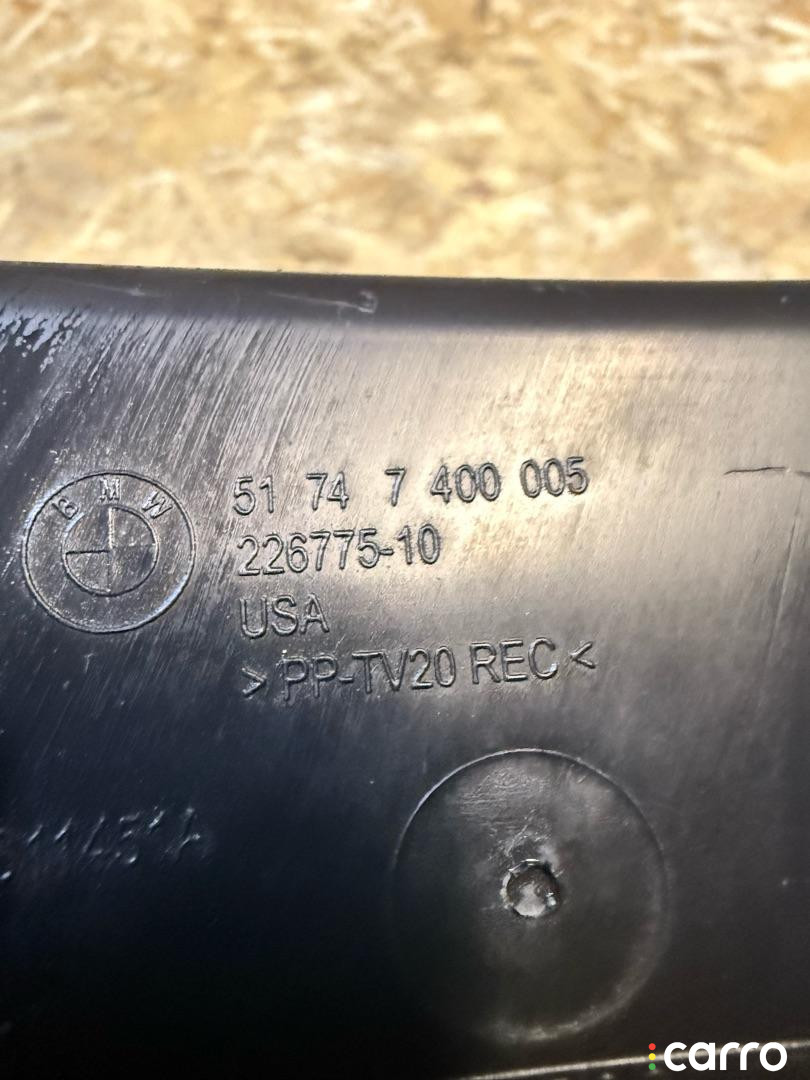 BMW
51 74 7 400 005
226775-10
USA
> PP-TV20 REC <
carro